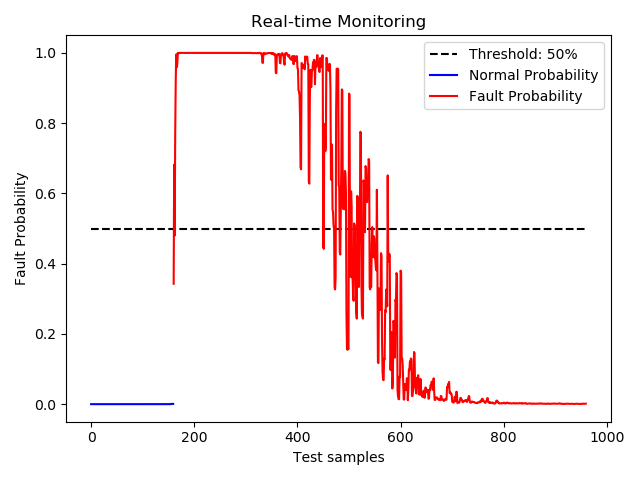 Real-time Monitoring
Threshold: 50%
Normal Probability
Fault Probability
Fault Probability
1.0
0.8
0.6
0.4
0.2
0.0
0
200
400
600
800
1000
Test samples